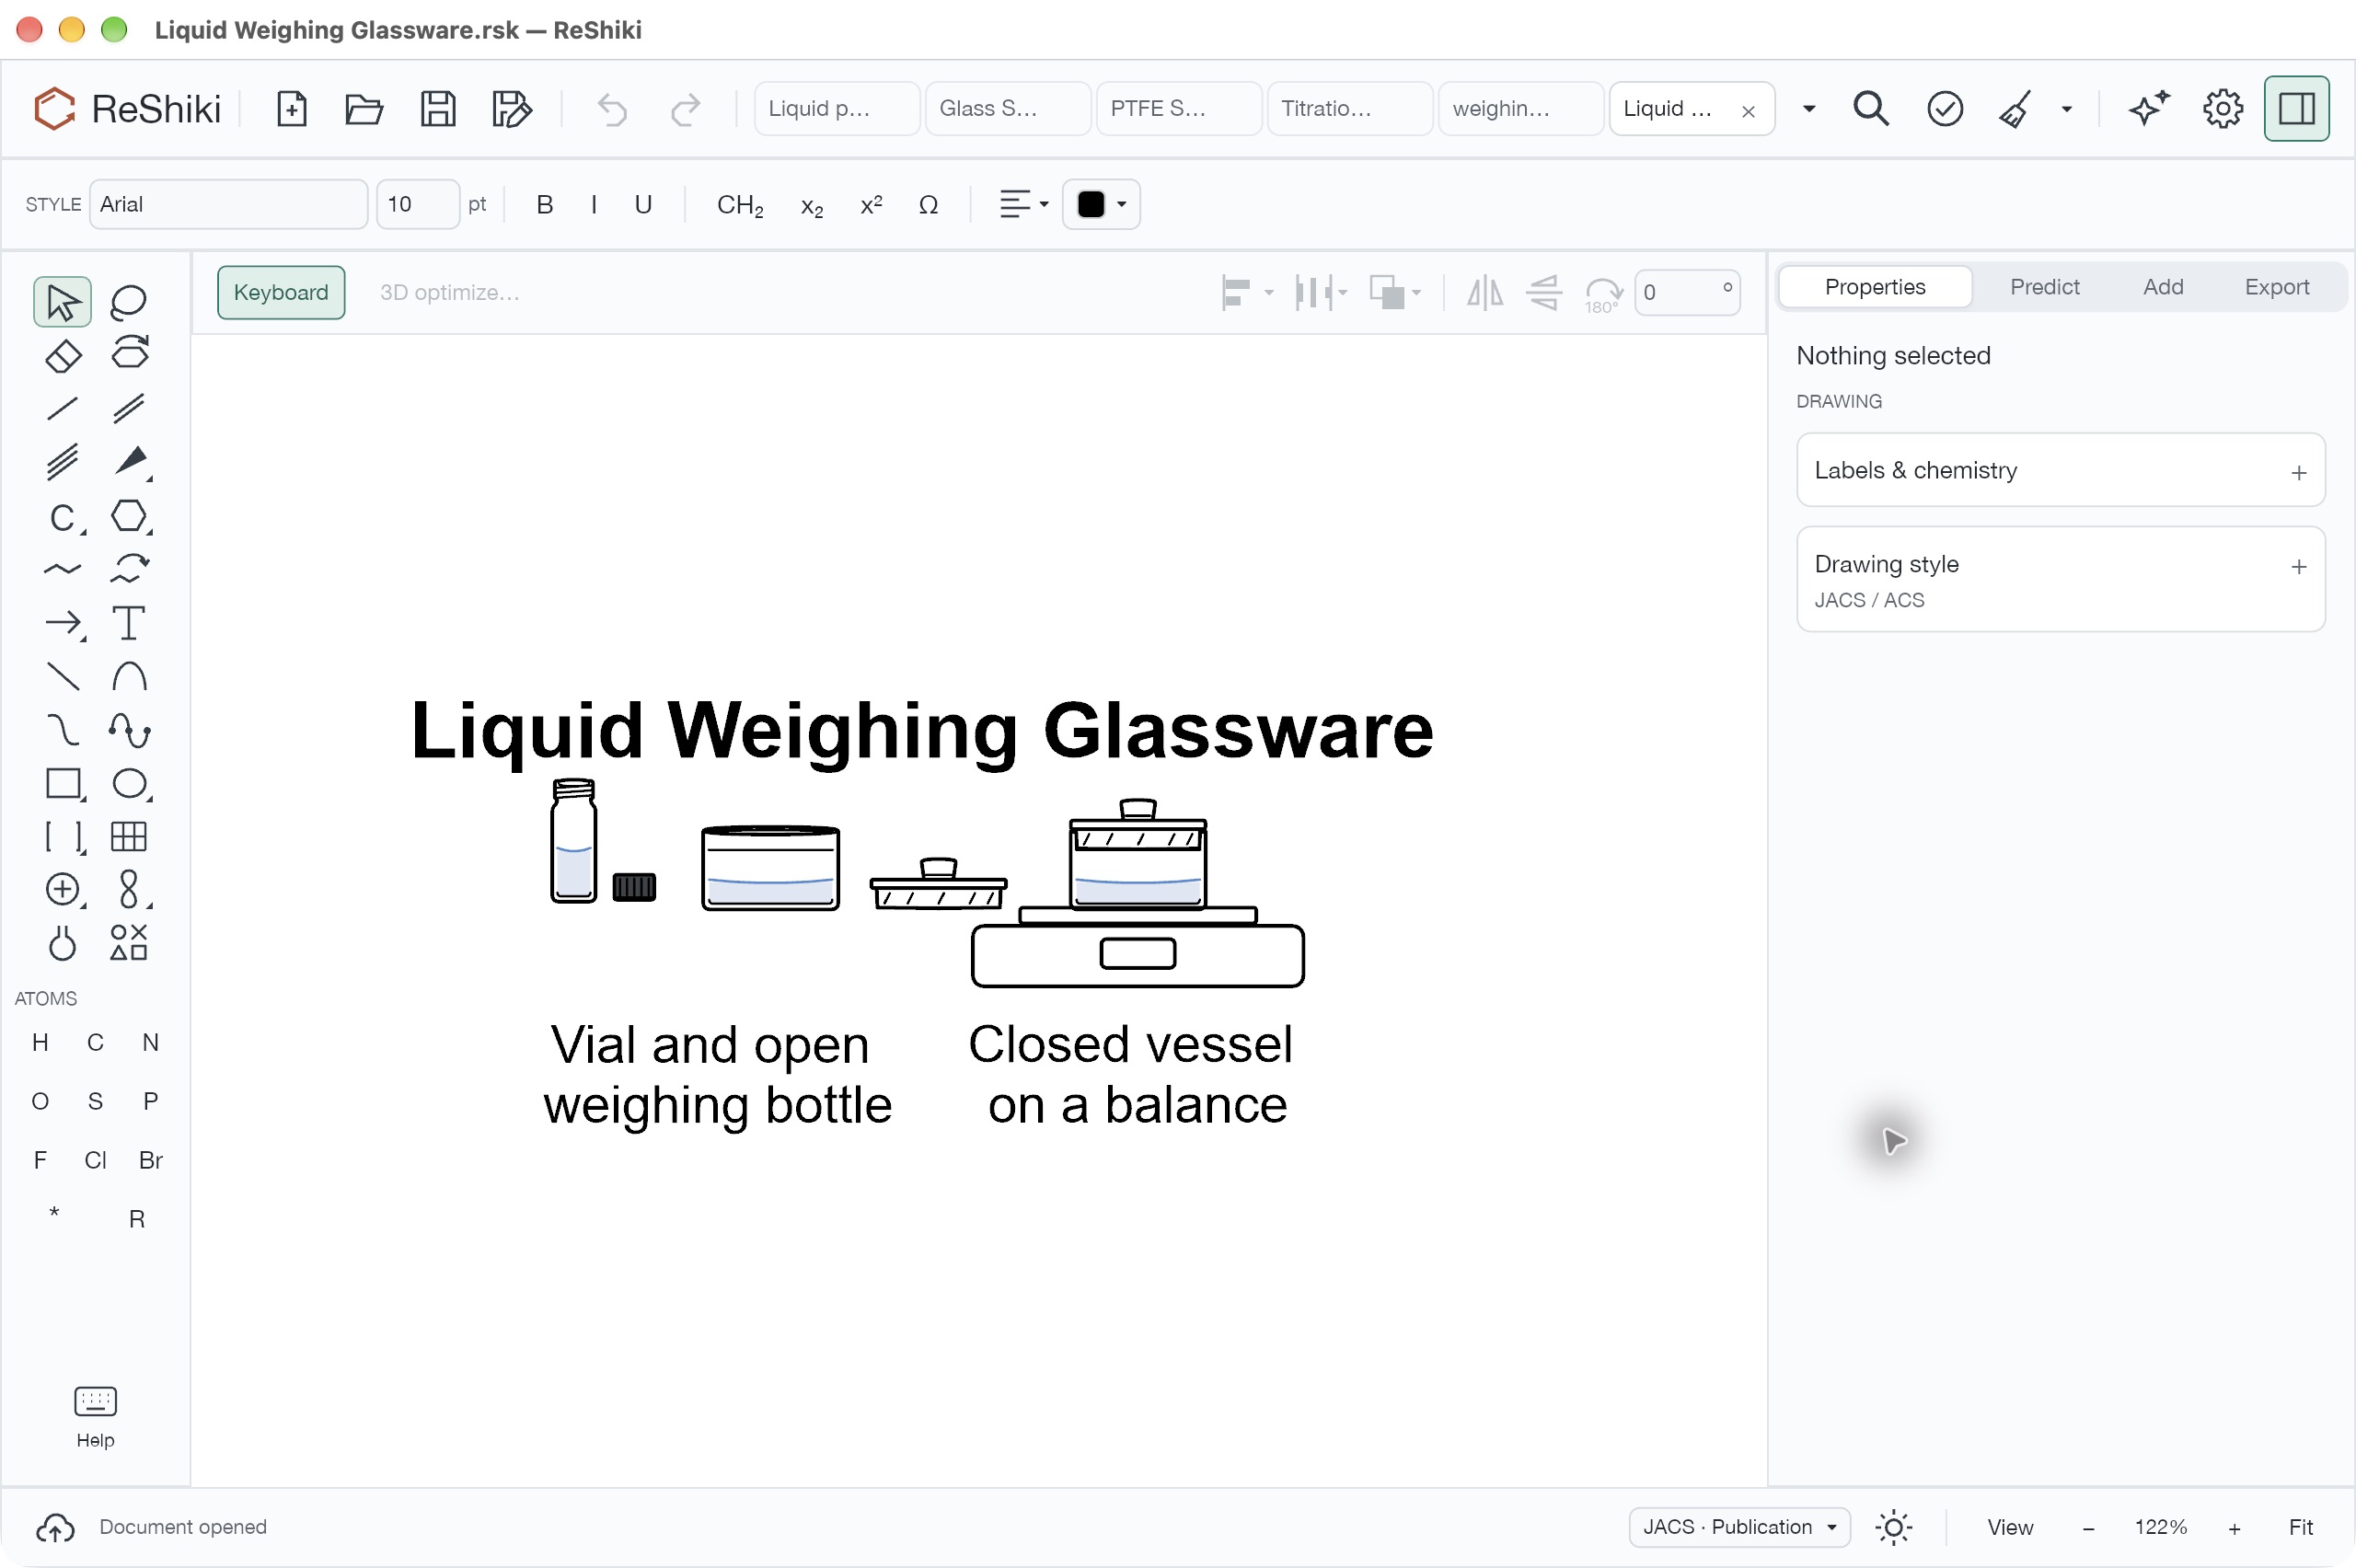 Liquid Weighing Glassware.rsk — ReShiki
ReShiki
Liquid p...
Glass S...
PTFE S...
Titratio...
weighin...
Liquid ...
STYLE
Arial
10
pt
B I U
CH₂ x₂ x² Ω
Keyboard
3D optimize...
180°
0 °
Properties
Predict
Add
Export
Nothing selected
DRAWING
Labels & chemistry +
Drawing style +
JACS / ACS
C
T
ATOMS
H C N
O S P
F Cl Br
* R
Help
Liquid Weighing Glassware
Vial and open
weighing bottle
Closed vessel
on a balance
Document opened
JACS · Publication
View
– 122% +
Fit